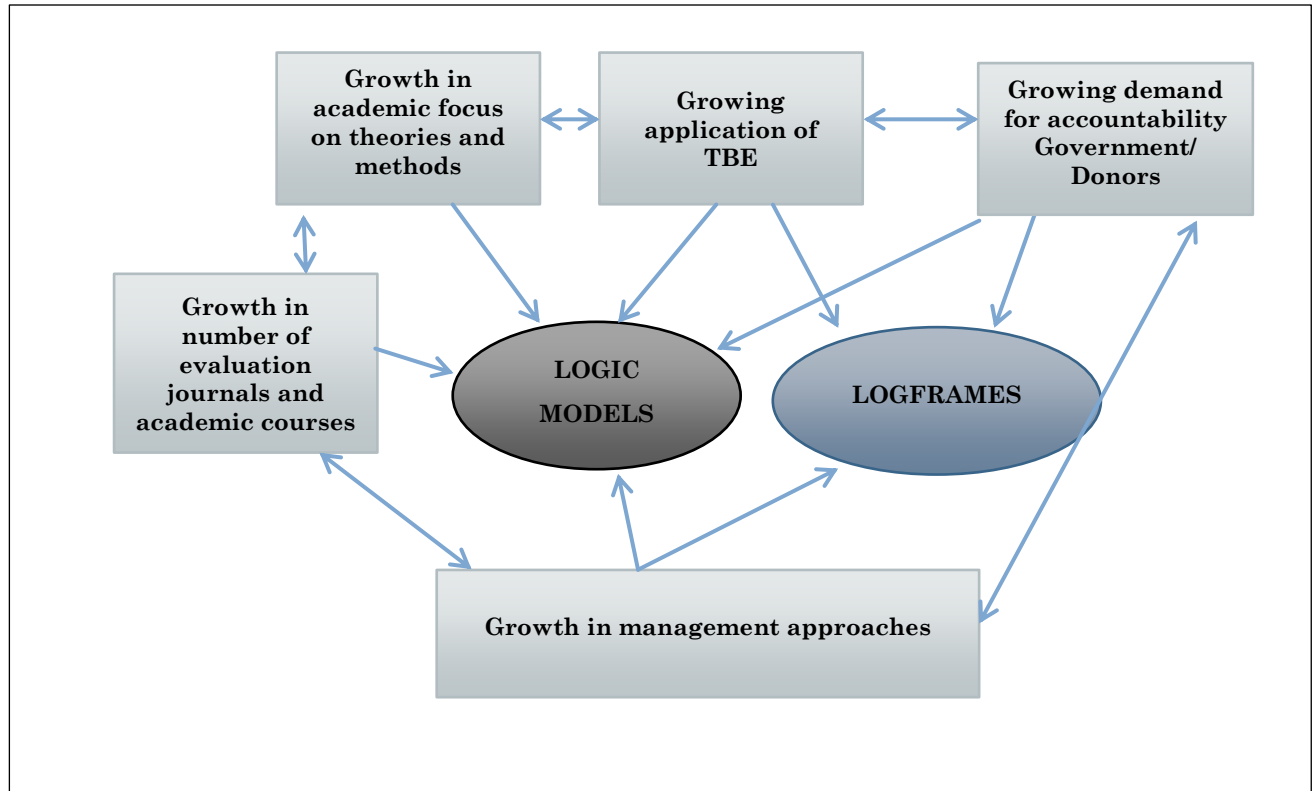 Growth in
academic focus
on theories and
methods
Growing
application of
TBE
Growing demand
for accountability
Government/
Donors
Growth in
number of
evaluation
journals and
academic courses
LOGIC
MODELS
LOGFRAMES
Growth in management approaches